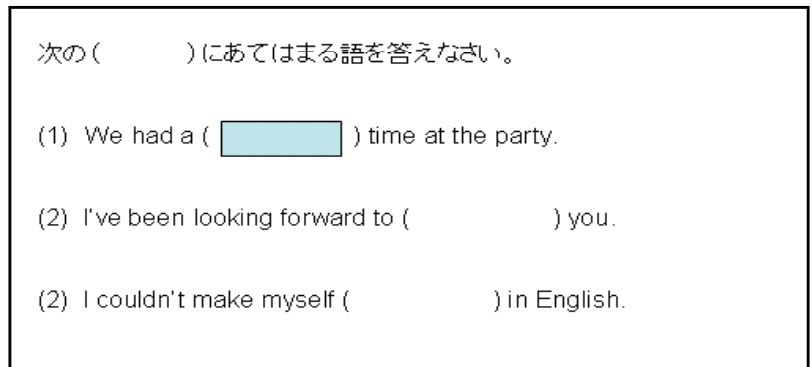 次の(　　　)にあてはまる語を答えなさい。
(1) We had a ( ) time at the party.
(2) I've been looking forward to ( ) you.
(2) I couldn't make myself ( ) in English.